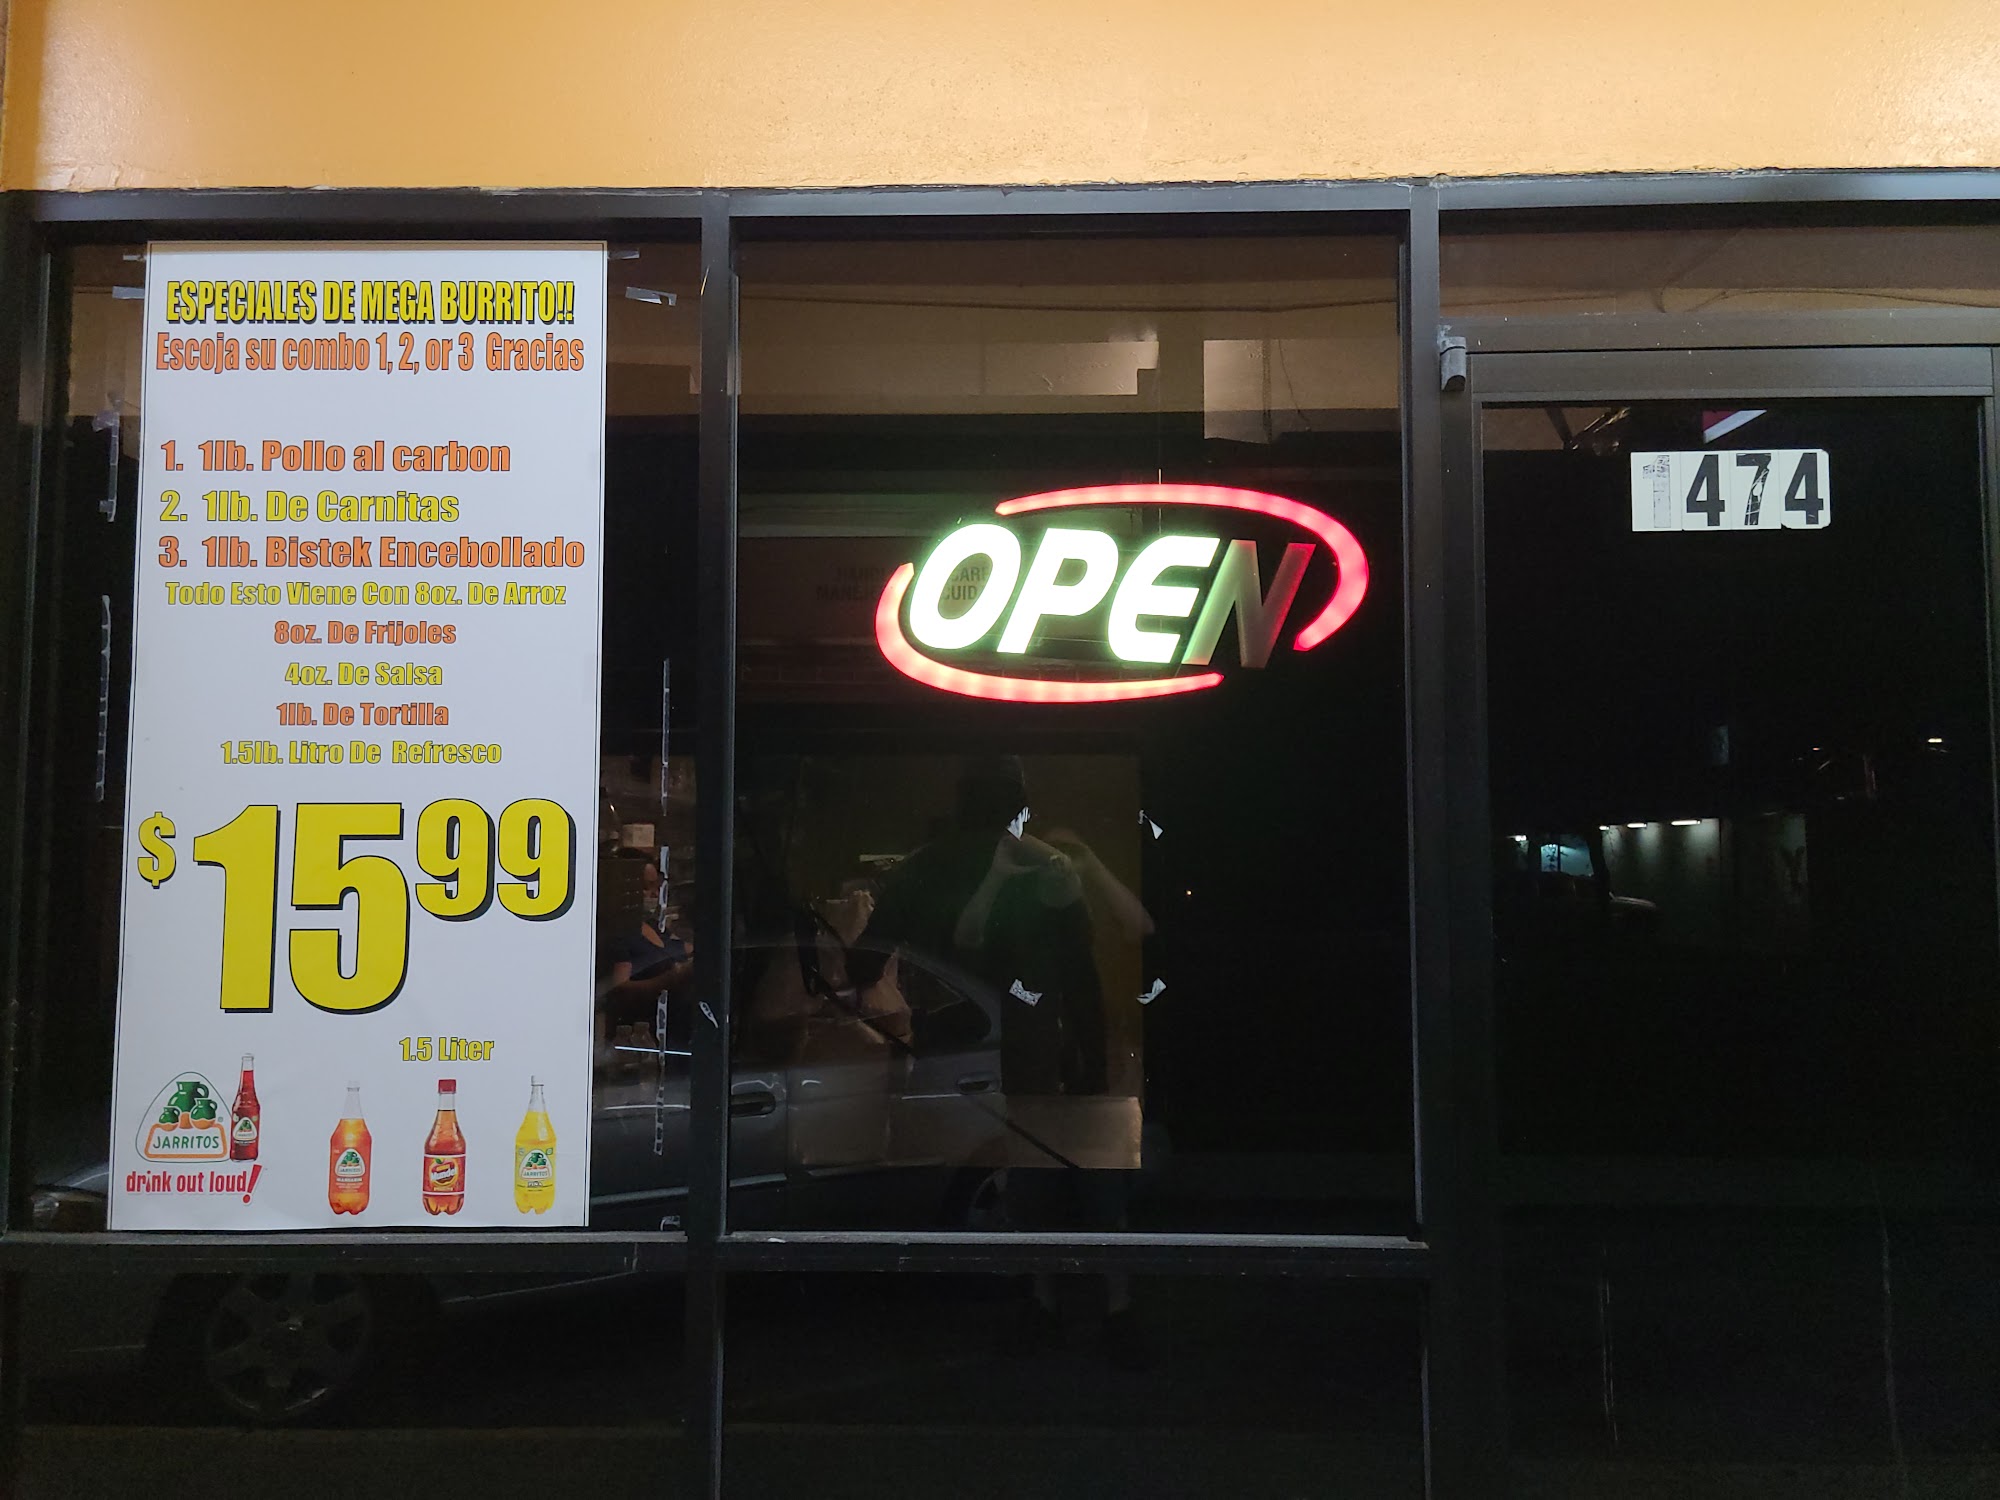 ESPECIALES DE MEGA BURRITO!!
Escoja su combo 1, 2, or 3 Gracias
1. 1lb. Pollo al carbon
2. 1lb. De Carnitas
3. 1lb. Bistek Encebollado
Todo Esto Viene Con 8oz. De Arroz
8oz. De Frijoles
4oz. De Salsa
1lb. De Tortilla
1.5lb. Litro De Refresco
$15 99
1.5 Liter
JARRITOS
drink out loud!
JARRITOS
MANDARIN
JARRITOS
OPEN
1474